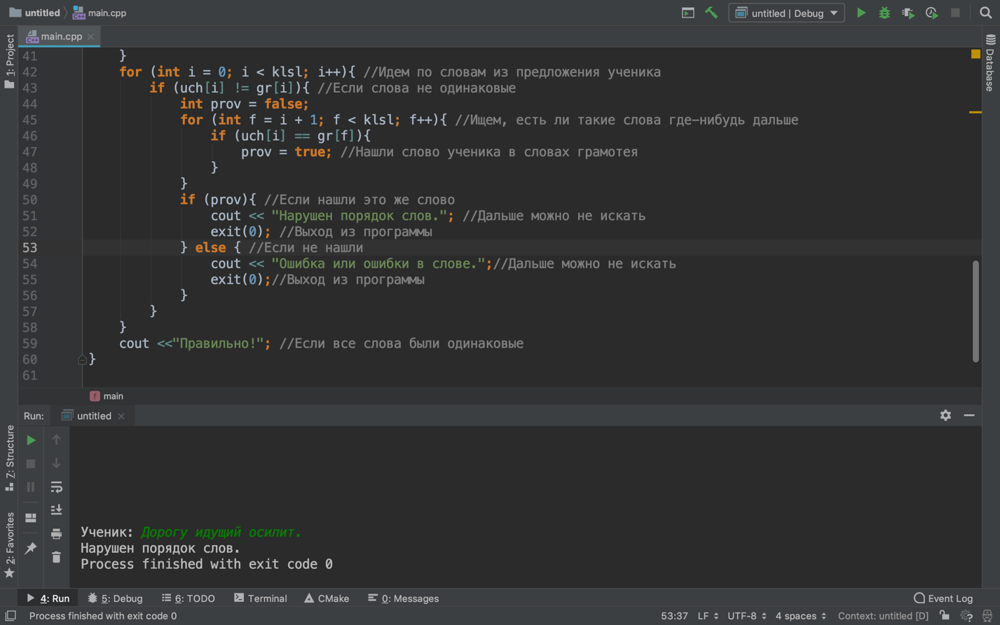 untitled main.cpp untitled | Debug
main.cpp
1: Project
Database
41 }
42 for (int i = 0; i < klsl; i++){ //Идем по словам из предложения ученика
43 if (uch[i] != gr[i]){ //Если слова не одинаковые
44 int prov = false;
45 for (int f = i + 1; f < klsl; f++){ //Ищем, есть ли такие слова где-нибудь дальше
46 if (uch[i] == gr[f]){
47 prov = true; //Нашли слово ученика в словах грамотея
48 }
49 }
50 if (prov){ //Если нашли это же слово
51 cout << "Нарушен порядок слов."; //Дальше можно не искать
52 exit(0); //Выход из программы
53 } else { //Если не нашли
54 cout << "Ошибка или ошибки в слове.";//Дальше можно не искать
55 exit(0);//Выход из программы
56 }
57 }
58 }
59 cout <<"Правильно!"; //Если все слова были одинаковые
60 }
61
f main
Run: untitled
7: Structure
2: Favorites
Ученик: Дорогу идущий осилит.
Нарушен порядок слов.
Process finished with exit code 0
4: Run 5: Debug 6: TODO Terminal CMake 0: Messages Event Log
Process finished with exit code 0 53:37 LF UTF-8 4 spaces Context: untitled [D]